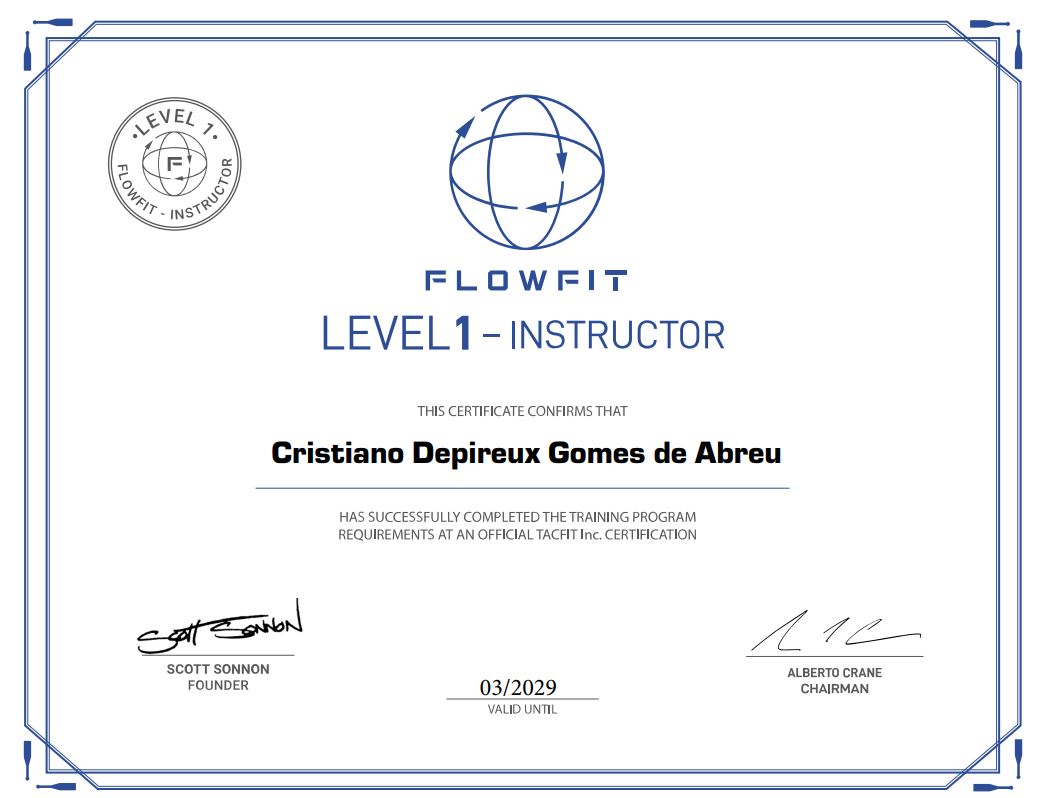 • LEVEL 1 •
F
FLOWFIT - INSTRUCTOR
FLOWFIT
LEVEL1 – INSTRUCTOR
THIS CERTIFICATE CONFIRMS THAT
Cristiano Depireux Gomes de Abreu
HAS SUCCESSFULLY COMPLETED THE TRAINING PROGRAM
REQUIREMENTS AT AN OFFICIAL TACFIT Inc. CERTIFICATION
Scott Sonnon
SCOTT SONNON
FOUNDER
03/2029
VALID UNTIL
ALBERTO CRANE
CHAIRMAN